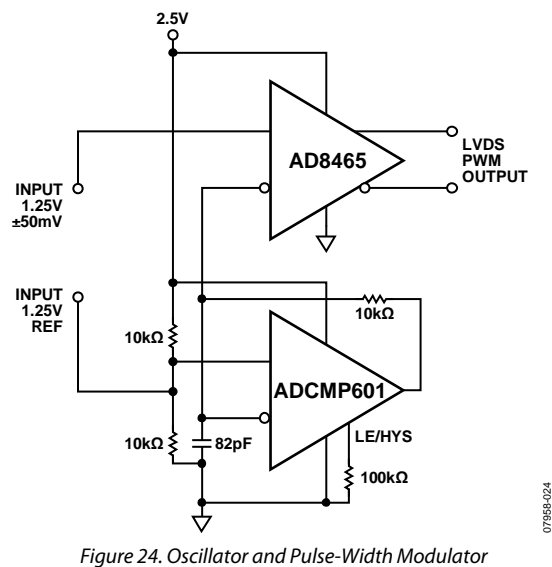 2.5V
AD8465
LVDS
PWM
OUTPUT
INPUT
1.25V
±50mV
INPUT
1.25V
REF
10kΩ
10kΩ
ADCMP601
LE/HYS
10kΩ
82pF
100kΩ
07958-024
Figure 24. Oscillator and Pulse-Width Modulator